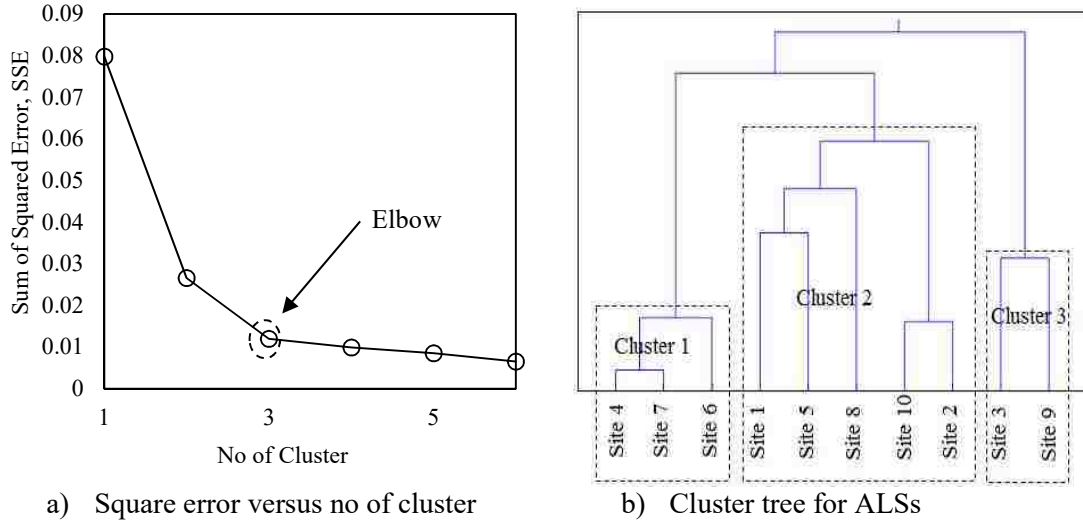 0.09
0.08
0.07
0.06
0.05
0.04
0.03
0.02
0.01
0
Sum of Squared Error, SSE
Elbow
1
3
5
No of Cluster
a) Square error versus no of cluster
Cluster 1
Cluster 2
Cluster 3
Site 4
Site 7
Site 6
Site 1
Site 5
Site 8
Site 10
Site 2
Site 3
Site 9
b) Cluster tree for ALSs